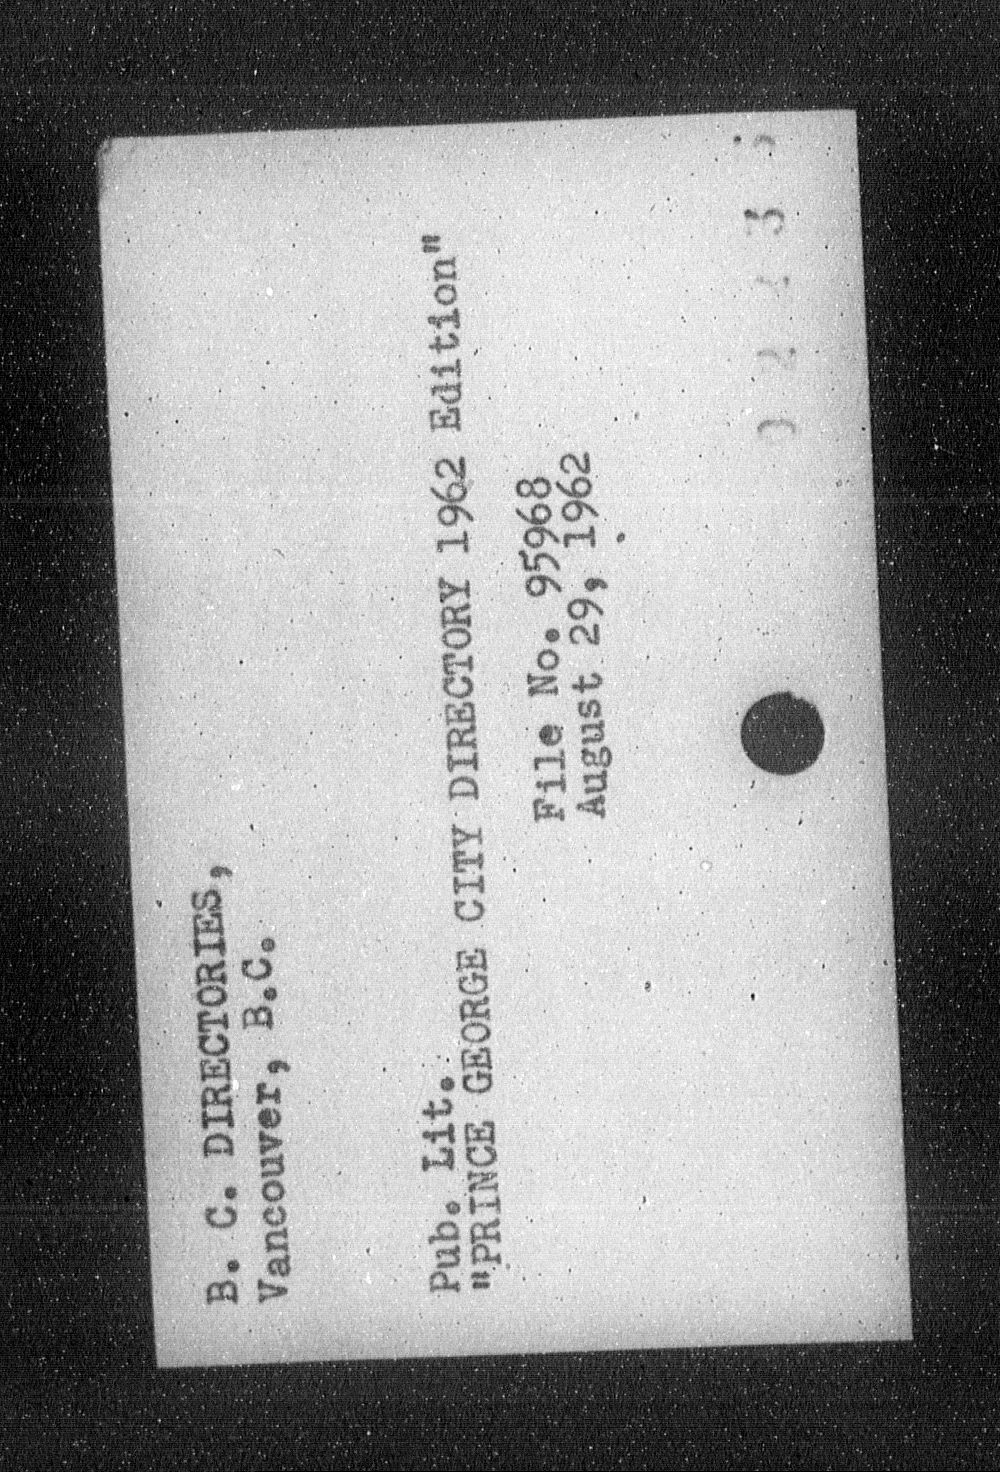 B. C. DIRECTORIES,
Vancouver, B.C.
Pub. Lit.
"PRINCE GEORGE CITY DIRECTORY 1962 Edition"
File No. 95968
August 29, 1962